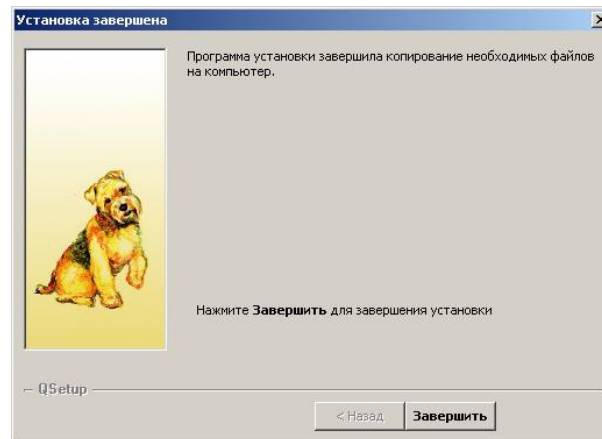 Установка завершена
Программа установки завершила копирование необходимых файлов
на компьютер.
Нажмите Завершить для завершения установки
QSetup
< Назад
Завершить